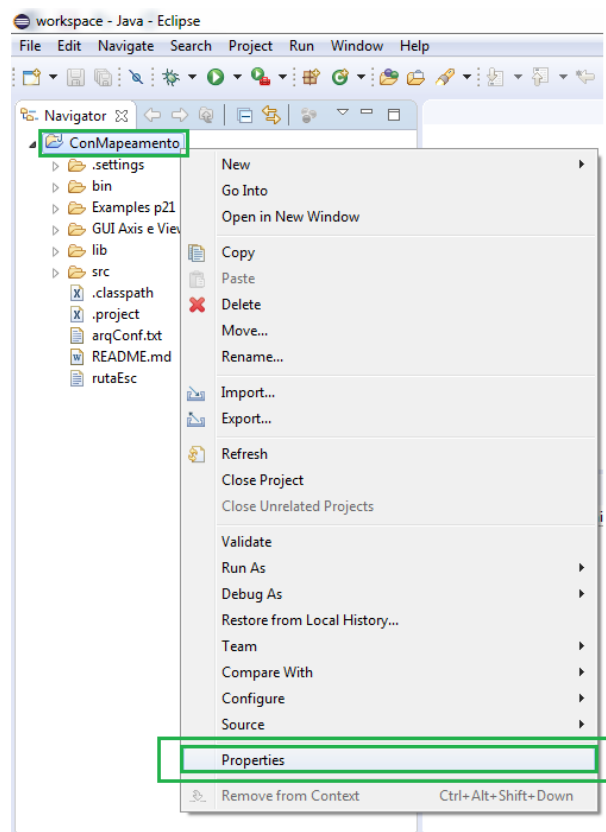 workspace - Java - Eclipse
File Edit Navigate Search Project Run Window Help
Navigator
ConMapeamento
.settings
bin
Examples p21
GUI Axis e View
lib
src
.classpath
.project
arqConf.txt
README.md
rutaEsc
New
Go Into
Open in New Window
Copy
Paste
Delete
Move...
Rename...
Import...
Export...
Refresh
Close Project
Close Unrelated Projects
Validate
Run As
Debug As
Restore from Local History...
Team
Compare With
Configure
Source
Properties
Remove from Context Ctrl+Alt+Shift+Down